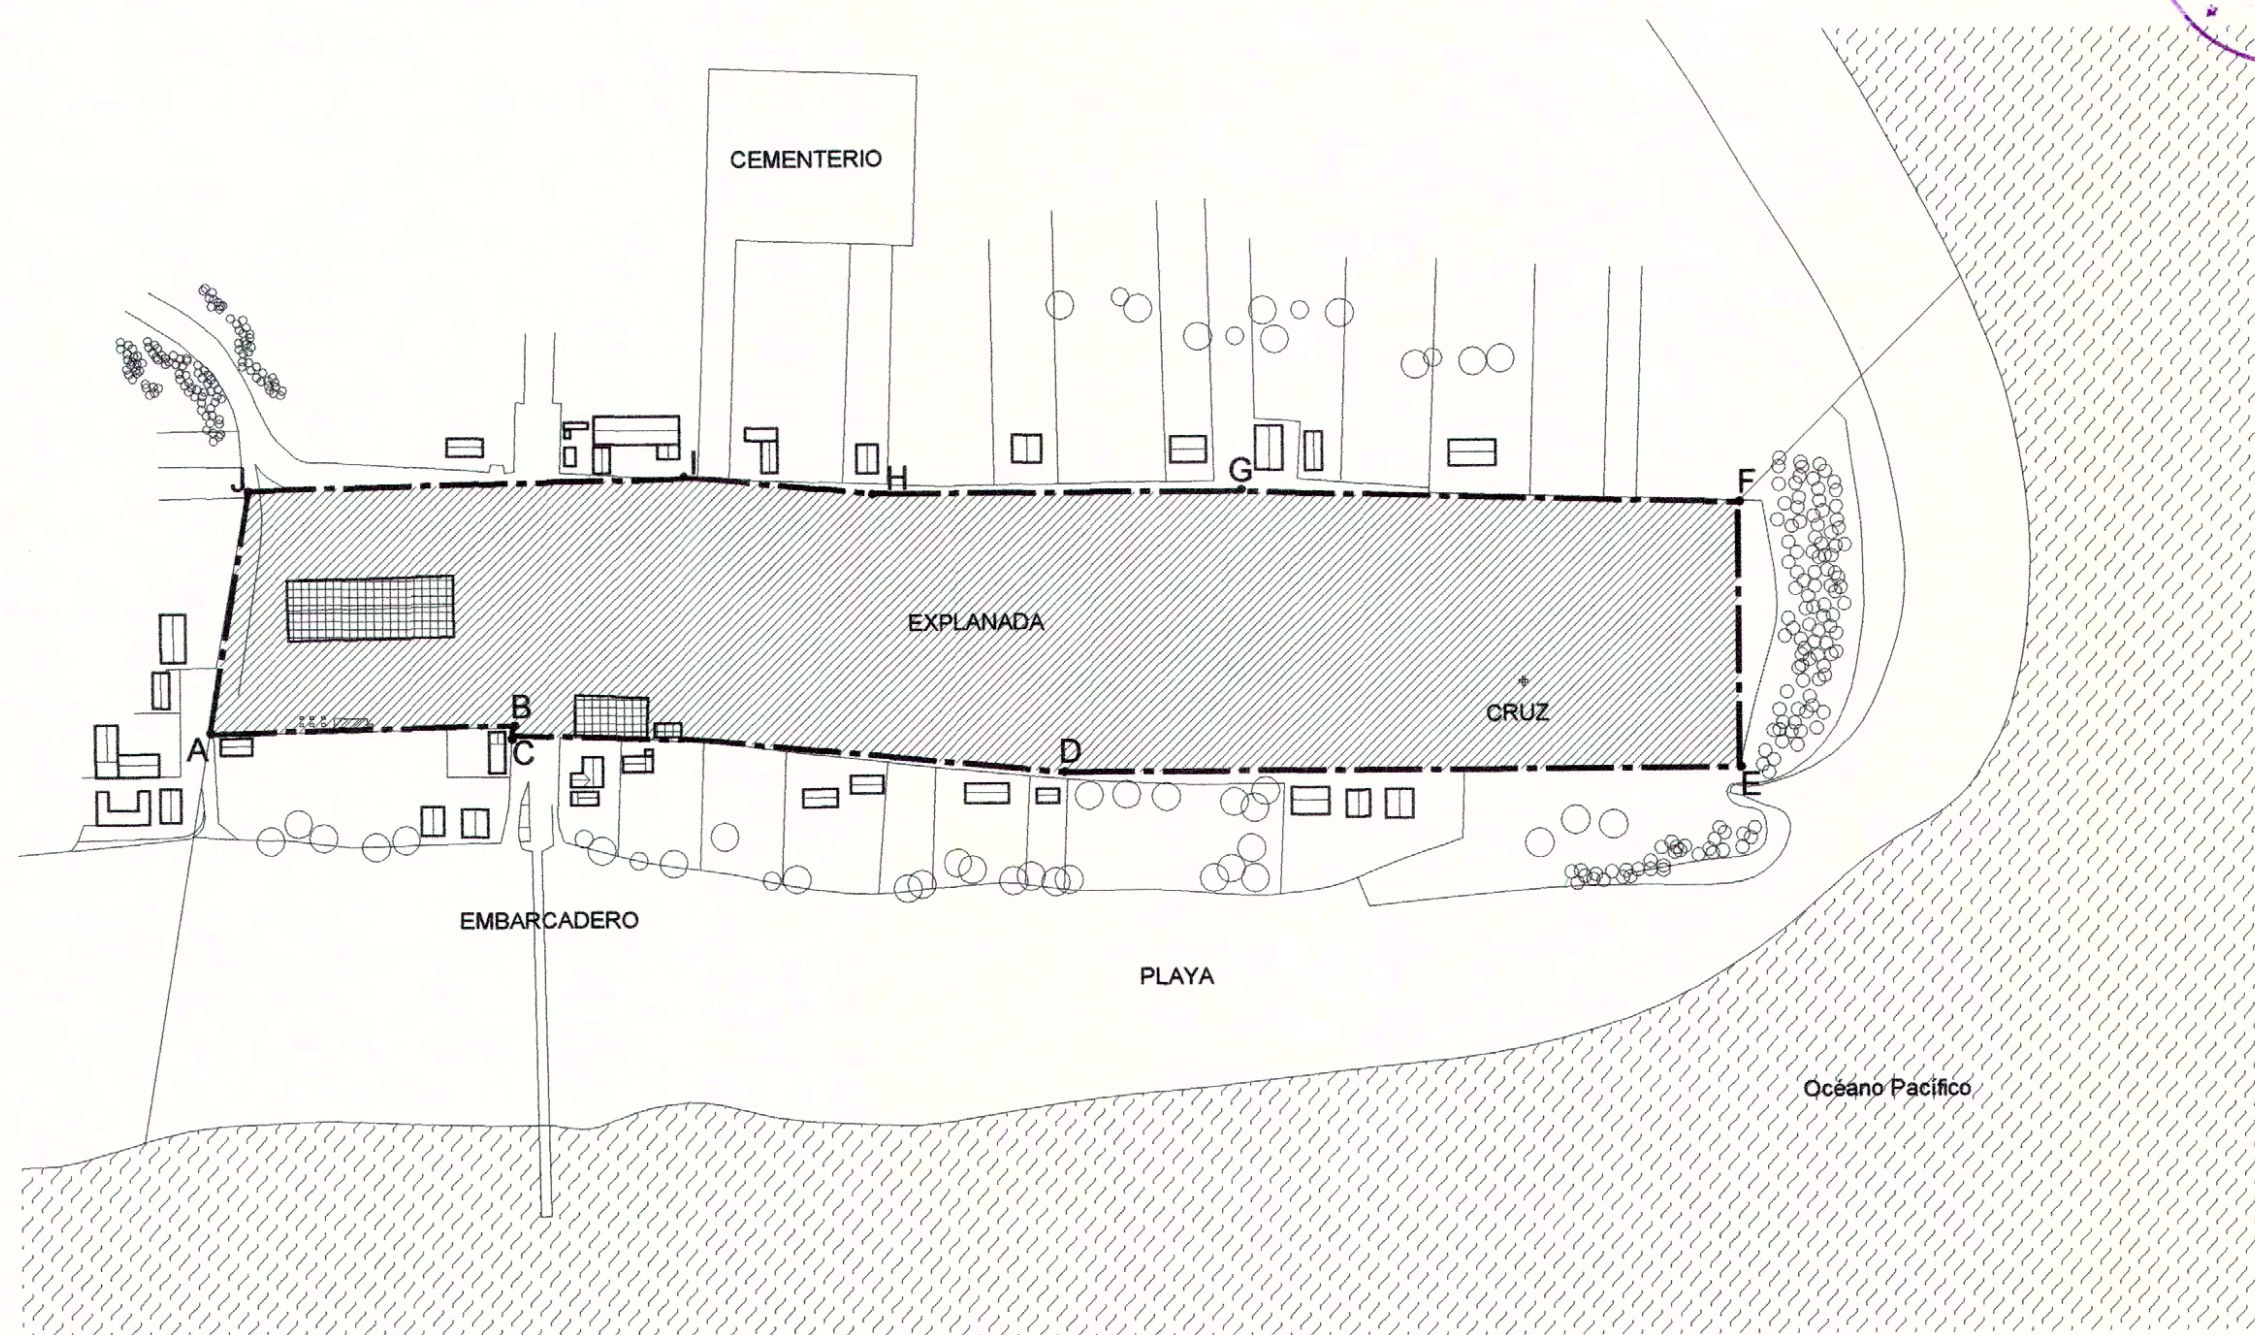 CEMENTERIO
J
I
H
G
F
EXPLANADA
CRUZ
A
B
C
D
E
EMBARCADERO
PLAYA
Océano Pacífico